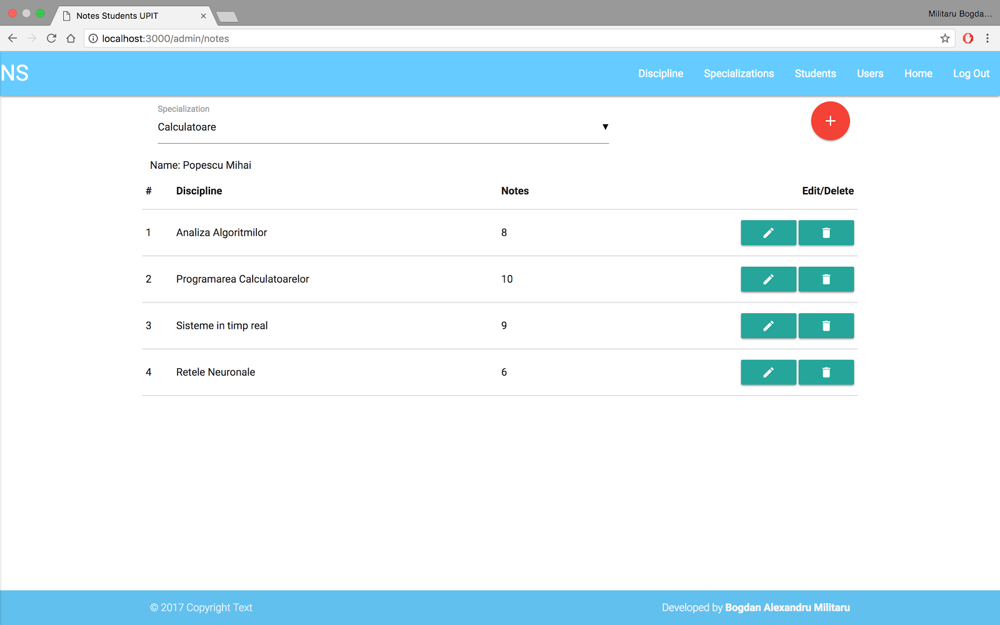 Notes Students UPIT
Militaru Bogda...
localhost:3000/admin/notes
NS
Discipline Specializations Students Users Home Log Out
Specialization
Calculatoare
Name: Popescu Mihai
# Discipline Notes Edit/Delete
1 Analiza Algoritmilor 8
2 Programarea Calculatoarelor 10
3 Sisteme in timp real 9
4 Retele Neuronale 6
© 2017 Copyright Text
Developed by Bogdan Alexandru Militaru